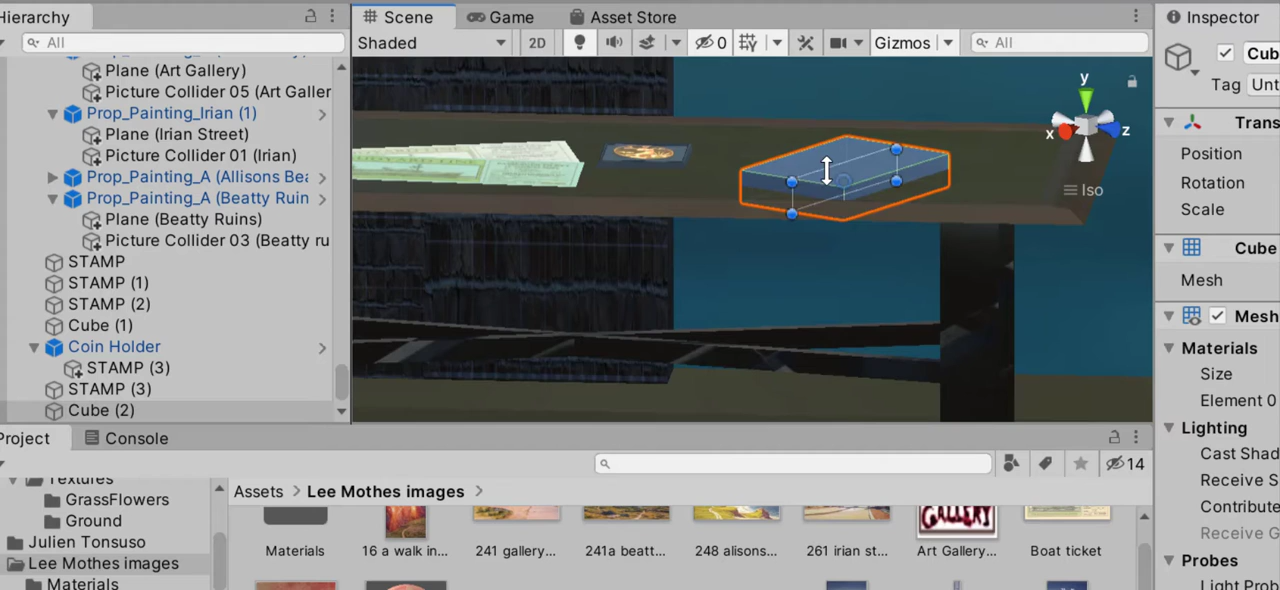 Hierarchy
All
Plane (Art Gallery)
Picture Collider 05 (Art Galler
Prop_Painting_Irian (1)
Plane (Irian Street)
Picture Collider 01 (Irian)
Prop_Painting_A (Allisons Bea
Prop_Painting_A (Beatty Ruin
Plane (Beatty Ruins)
Picture Collider 03 (Beatty ru
STAMP
STAMP (1)
STAMP (2)
Cube (1)
Coin Holder
STAMP (3)
STAMP (3)
Cube (2)
Scene
Game
Asset Store
Shaded
2D
0
Gizmos
All
y
x
z
Iso
Inspector
Cub
Tag Unt
Trans
Position
Rotation
Scale
Cube
Mesh
Mesh
Materials
Size
Element 0
Lighting
Cast Shad
Receive S
Contribute
Receive G
Probes
Light Prob
Project
Console
14
Textures
GrassFlowers
Ground
Julien Tonsuso
Lee Mothes images
Materials
Assets > Lee Mothes images >
GALLERY
Materials
16 a walk in...
241 gallery...
241a beatt...
248 alisons...
261 irian st...
Art Gallery...
Boat ticket